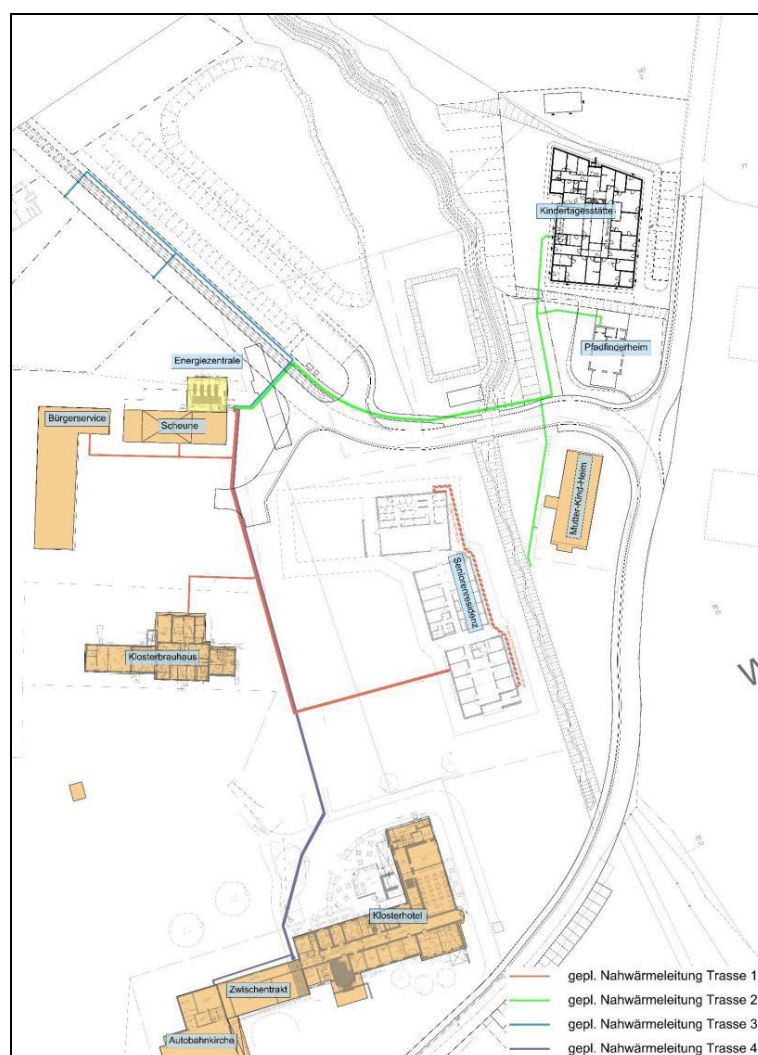 Kindertagesstätte
Pfadfinderheim
Energiezentrale
Bürgerservice
Scheune
Mutter-Kind-Heim
Seniorenresidenz
Klosterbrauhaus
Klosterhotel
Zwischentrakt
Autobahnkirche
gepl. Nahwärmeleitung Trasse 1
gepl. Nahwärmeleitung Trasse 2
gepl. Nahwärmeleitung Trasse 3
gepl. Nahwärmeleitung Trasse 4